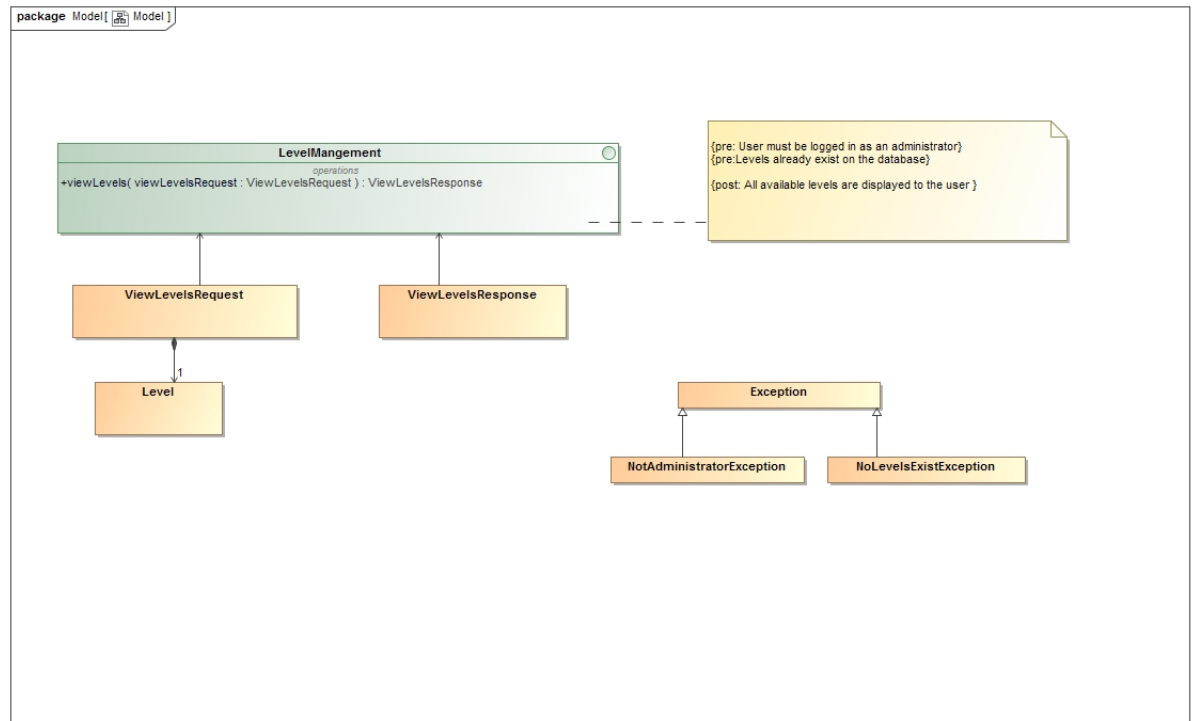 package Model[ Model ]
LevelMangement
operations
+viewLevels( viewLevelsRequest : ViewLevelsRequest ) : ViewLevelsResponse
{pre: User must be logged in as an administrator}
{pre:Levels already exist on the database}
{post: All available levels are displayed to the user }
ViewLevelsRequest
ViewLevelsResponse
1
Level
Exception
NotAdministratorException
NoLevelsExistException